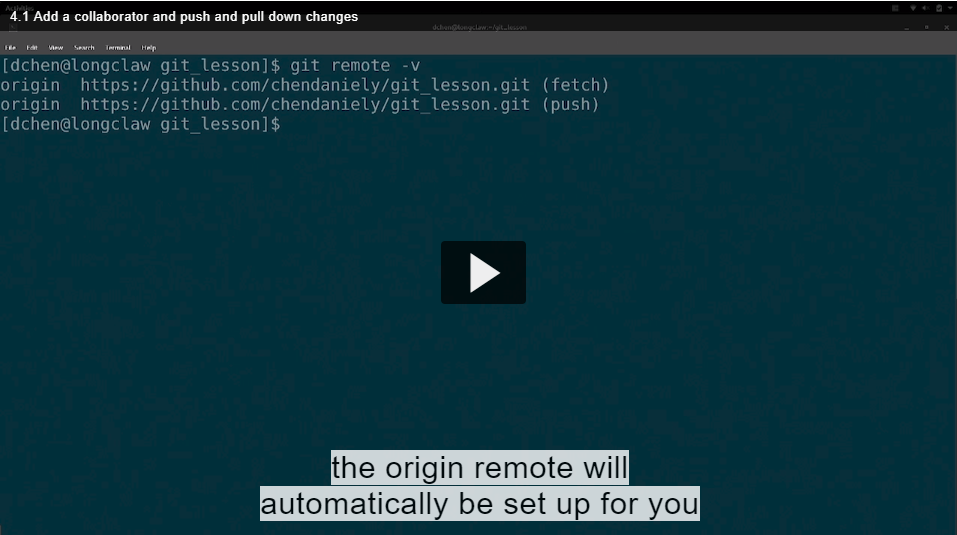 Activities
4.1 Add a collaborator and push and pull down changes
dchen@longclaw:~/git_lesson
File Edit View Search Terminal Help
[dchen@longclaw git_lesson]$ git remote -v
origin  https://github.com/chendaniely/git_lesson.git (fetch)
origin  https://github.com/chendaniely/git_lesson.git (push)
[dchen@longclaw git_lesson]$
the origin remote will
automatically be set up for you